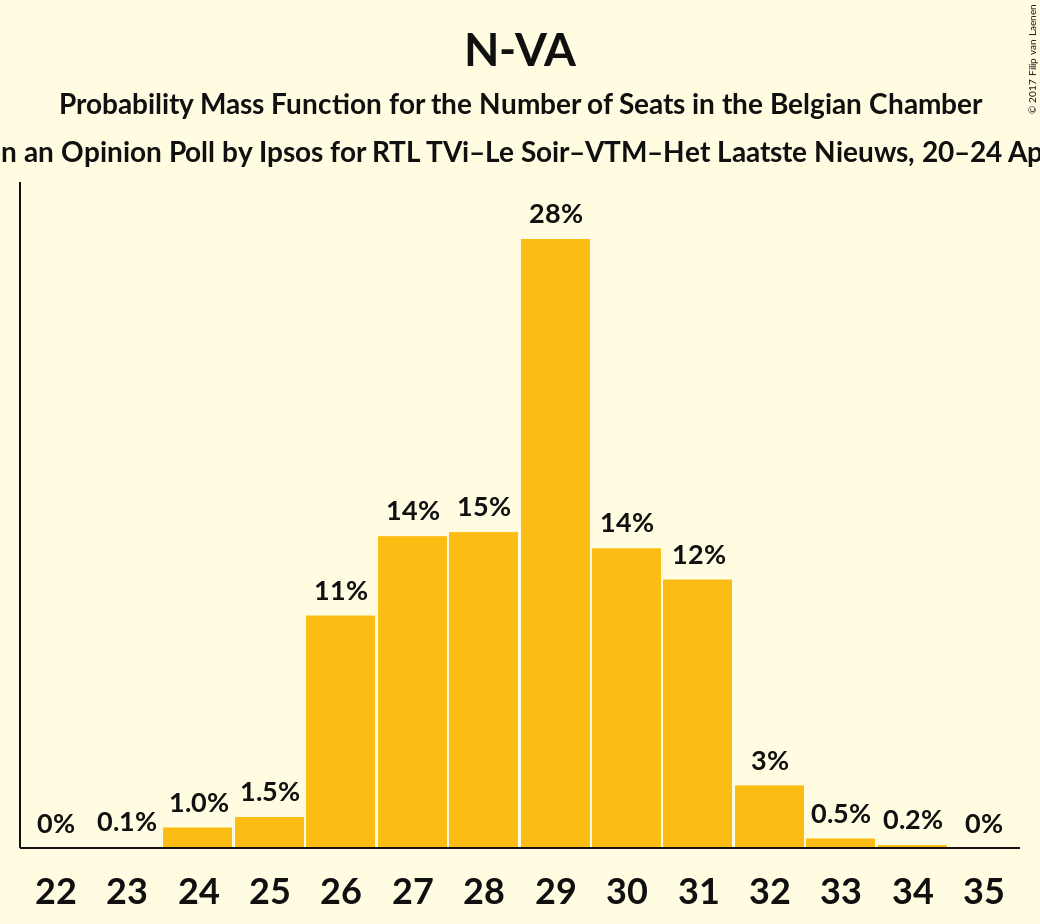 N-VA
Probability Mass Function for the Number of Seats in the Belgian Chamber
an Opinion Poll by Ipsos for RTL TVi–Le Soir–VTM–Het Laatste Nieuws, 20–24
© 2017 Filip van Laenen
28%
15%
14%
14%
12%
11%
3%
1.5%
1.0%
0.5%
0.2%
0.1%
0%
0%
22 23 24 25 26 27 28 29 30 31 32 33 34 35